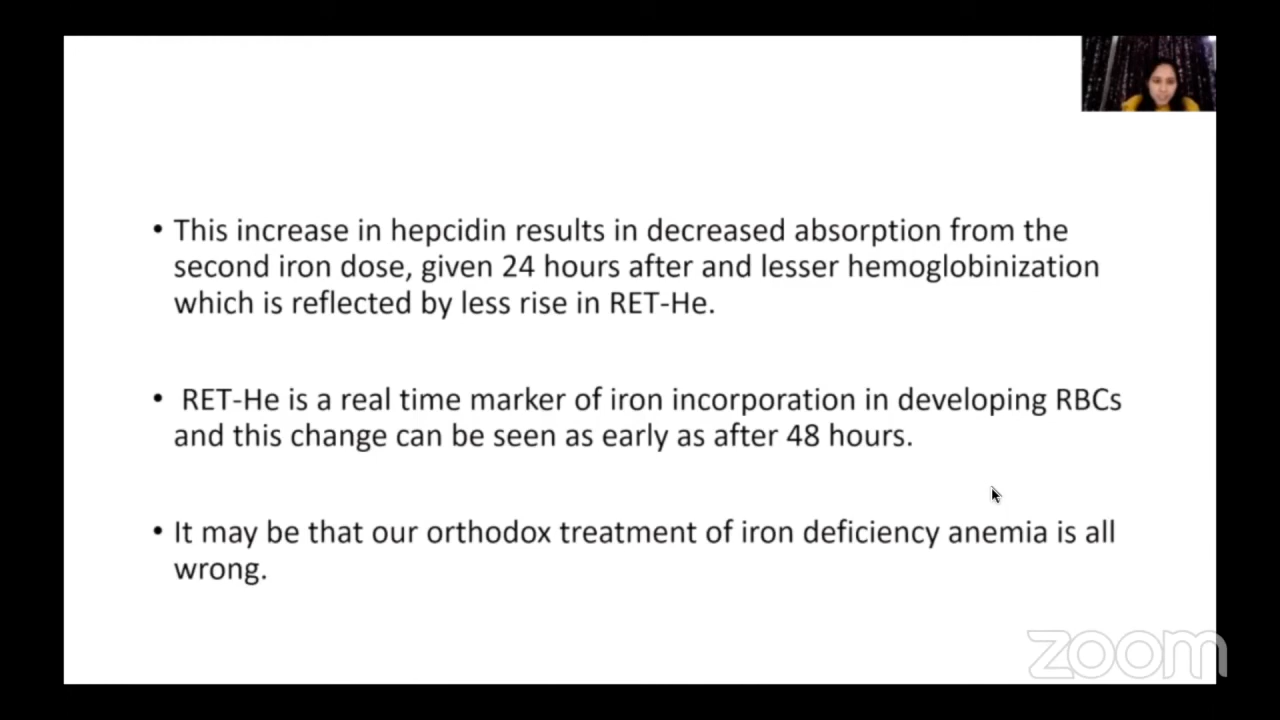 • This increase in hepcidin results in decreased absorption from the
second iron dose, given 24 hours after and lesser hemoglobinization
which is reflected by less rise in RET-He.
• RET-He is a real time marker of iron incorporation in developing RBCs
and this change can be seen as early as after 48 hours.
• It may be that our orthodox treatment of iron deficiency anemia is all
wrong.
zoom